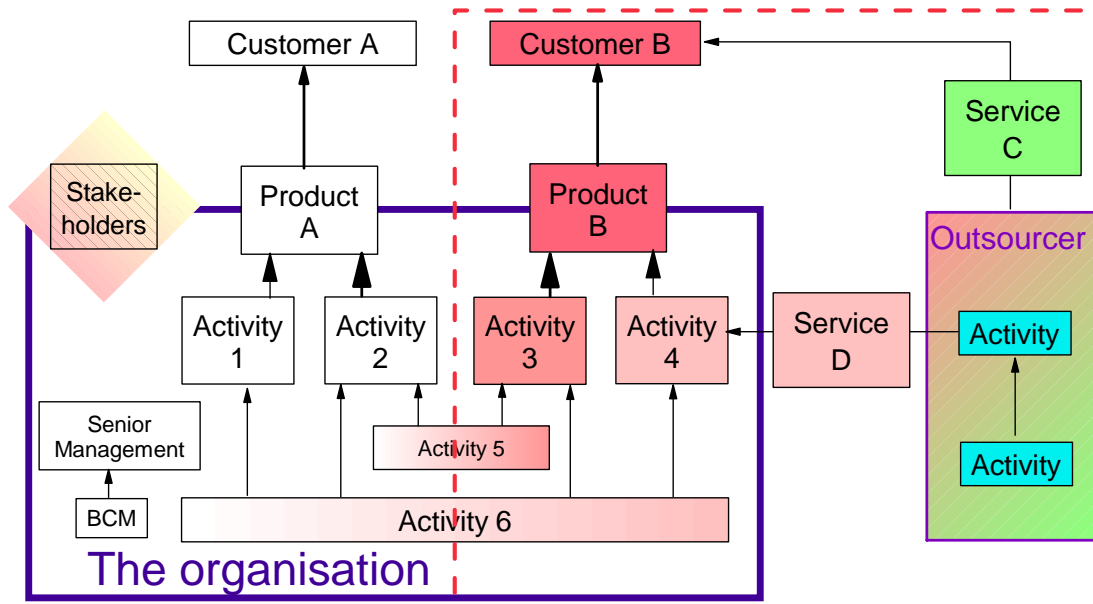 Customer A
Customer B
Service
C
Stake-
holders
Product
A
Product
B
Outsourcer
Activity
1
Activity
2
Activity
3
Activity
4
Service
D
Activity
Senior
Management
Activity 5
Activity
BCM
Activity 6
The organisation